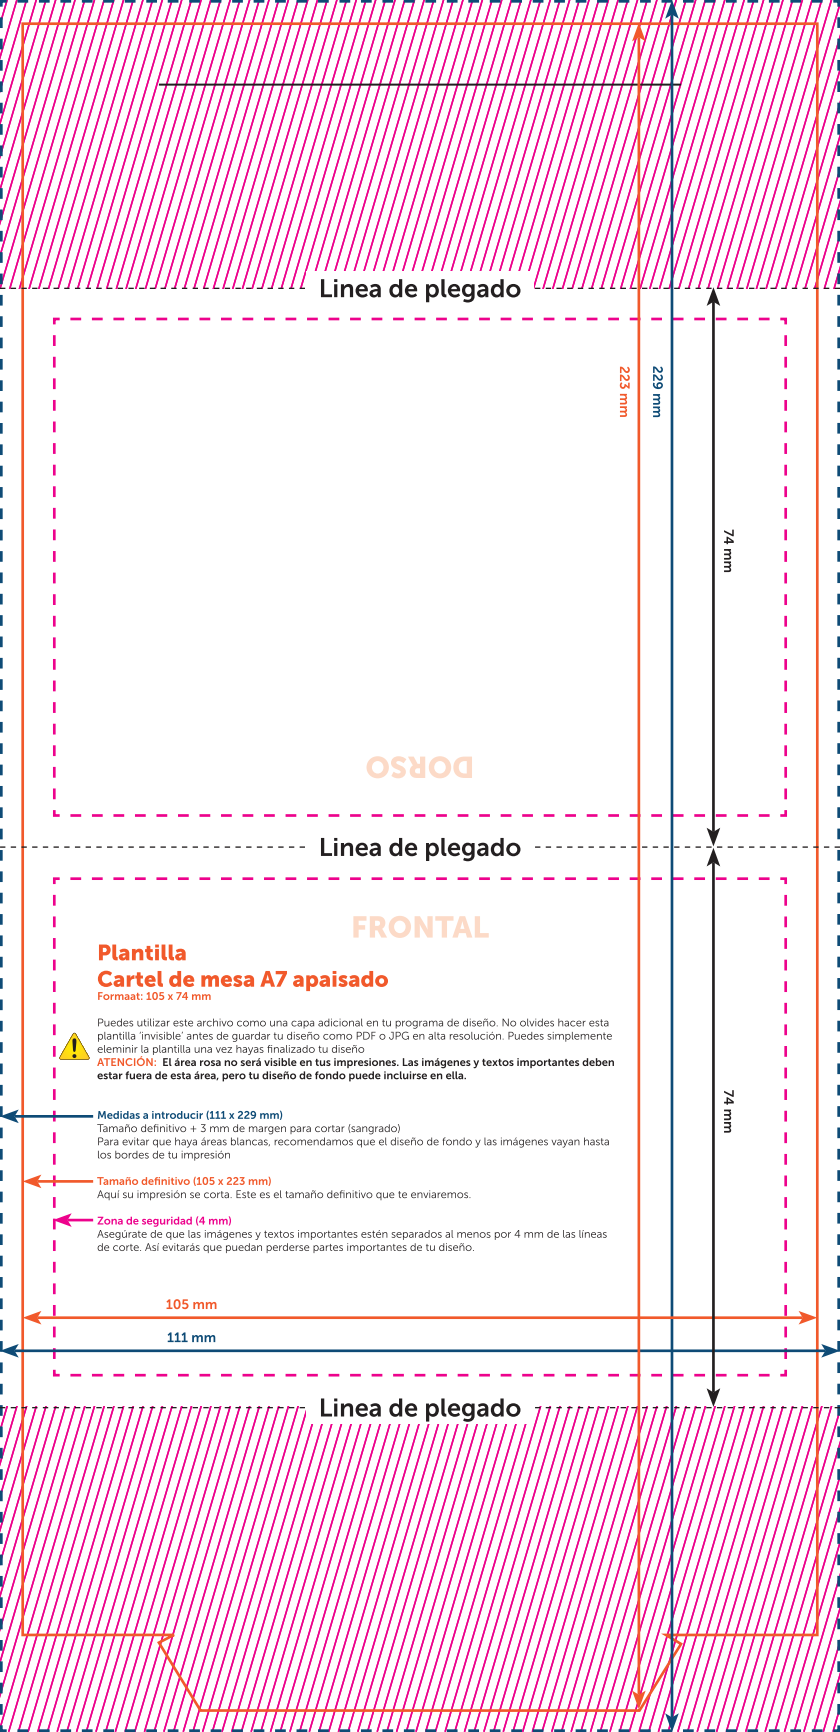 Linea de plegado
223 mm
229 mm
74 mm
DORSO
Linea de plegado
FRONTAL
Plantilla
Cartel de mesa A7 apaisado
Formaat: 105 x 74 mm
Puedes utilizar este archivo como una capa adicional en tu programa de diseño. No olvides hacer esta
plantilla ‘invisible’ antes de guardar tu diseño como PDF o JPG en alta resolución. Puedes simplemente
eleminir la plantilla una vez hayas finalizado tu diseño
ATENCIÓN: El área rosa no será visible en tus impresiones. Las imágenes y textos importantes deben
estar fuera de esta área, pero tu diseño de fondo puede incluirse en ella.
74 mm
Medidas a introducir (111 x 229 mm)
Tamaño definitivo + 3 mm de margen para cortar (sangrado)
Para evitar que haya áreas blancas, recomendamos que el diseño de fondo y las imágenes vayan hasta
los bordes de tu impresión
Tamaño definitivo (105 x 223 mm)
Aquí su impresión se corta. Este es el tamaño definitivo que te enviaremos.
Zona de seguridad (4 mm)
Asegúrate de que las imágenes y textos importantes estén separados al menos por 4 mm de las líneas
de corte. Así evitarás que puedan perderse partes importantes de tu diseño.
105 mm
111 mm
Linea de plegado